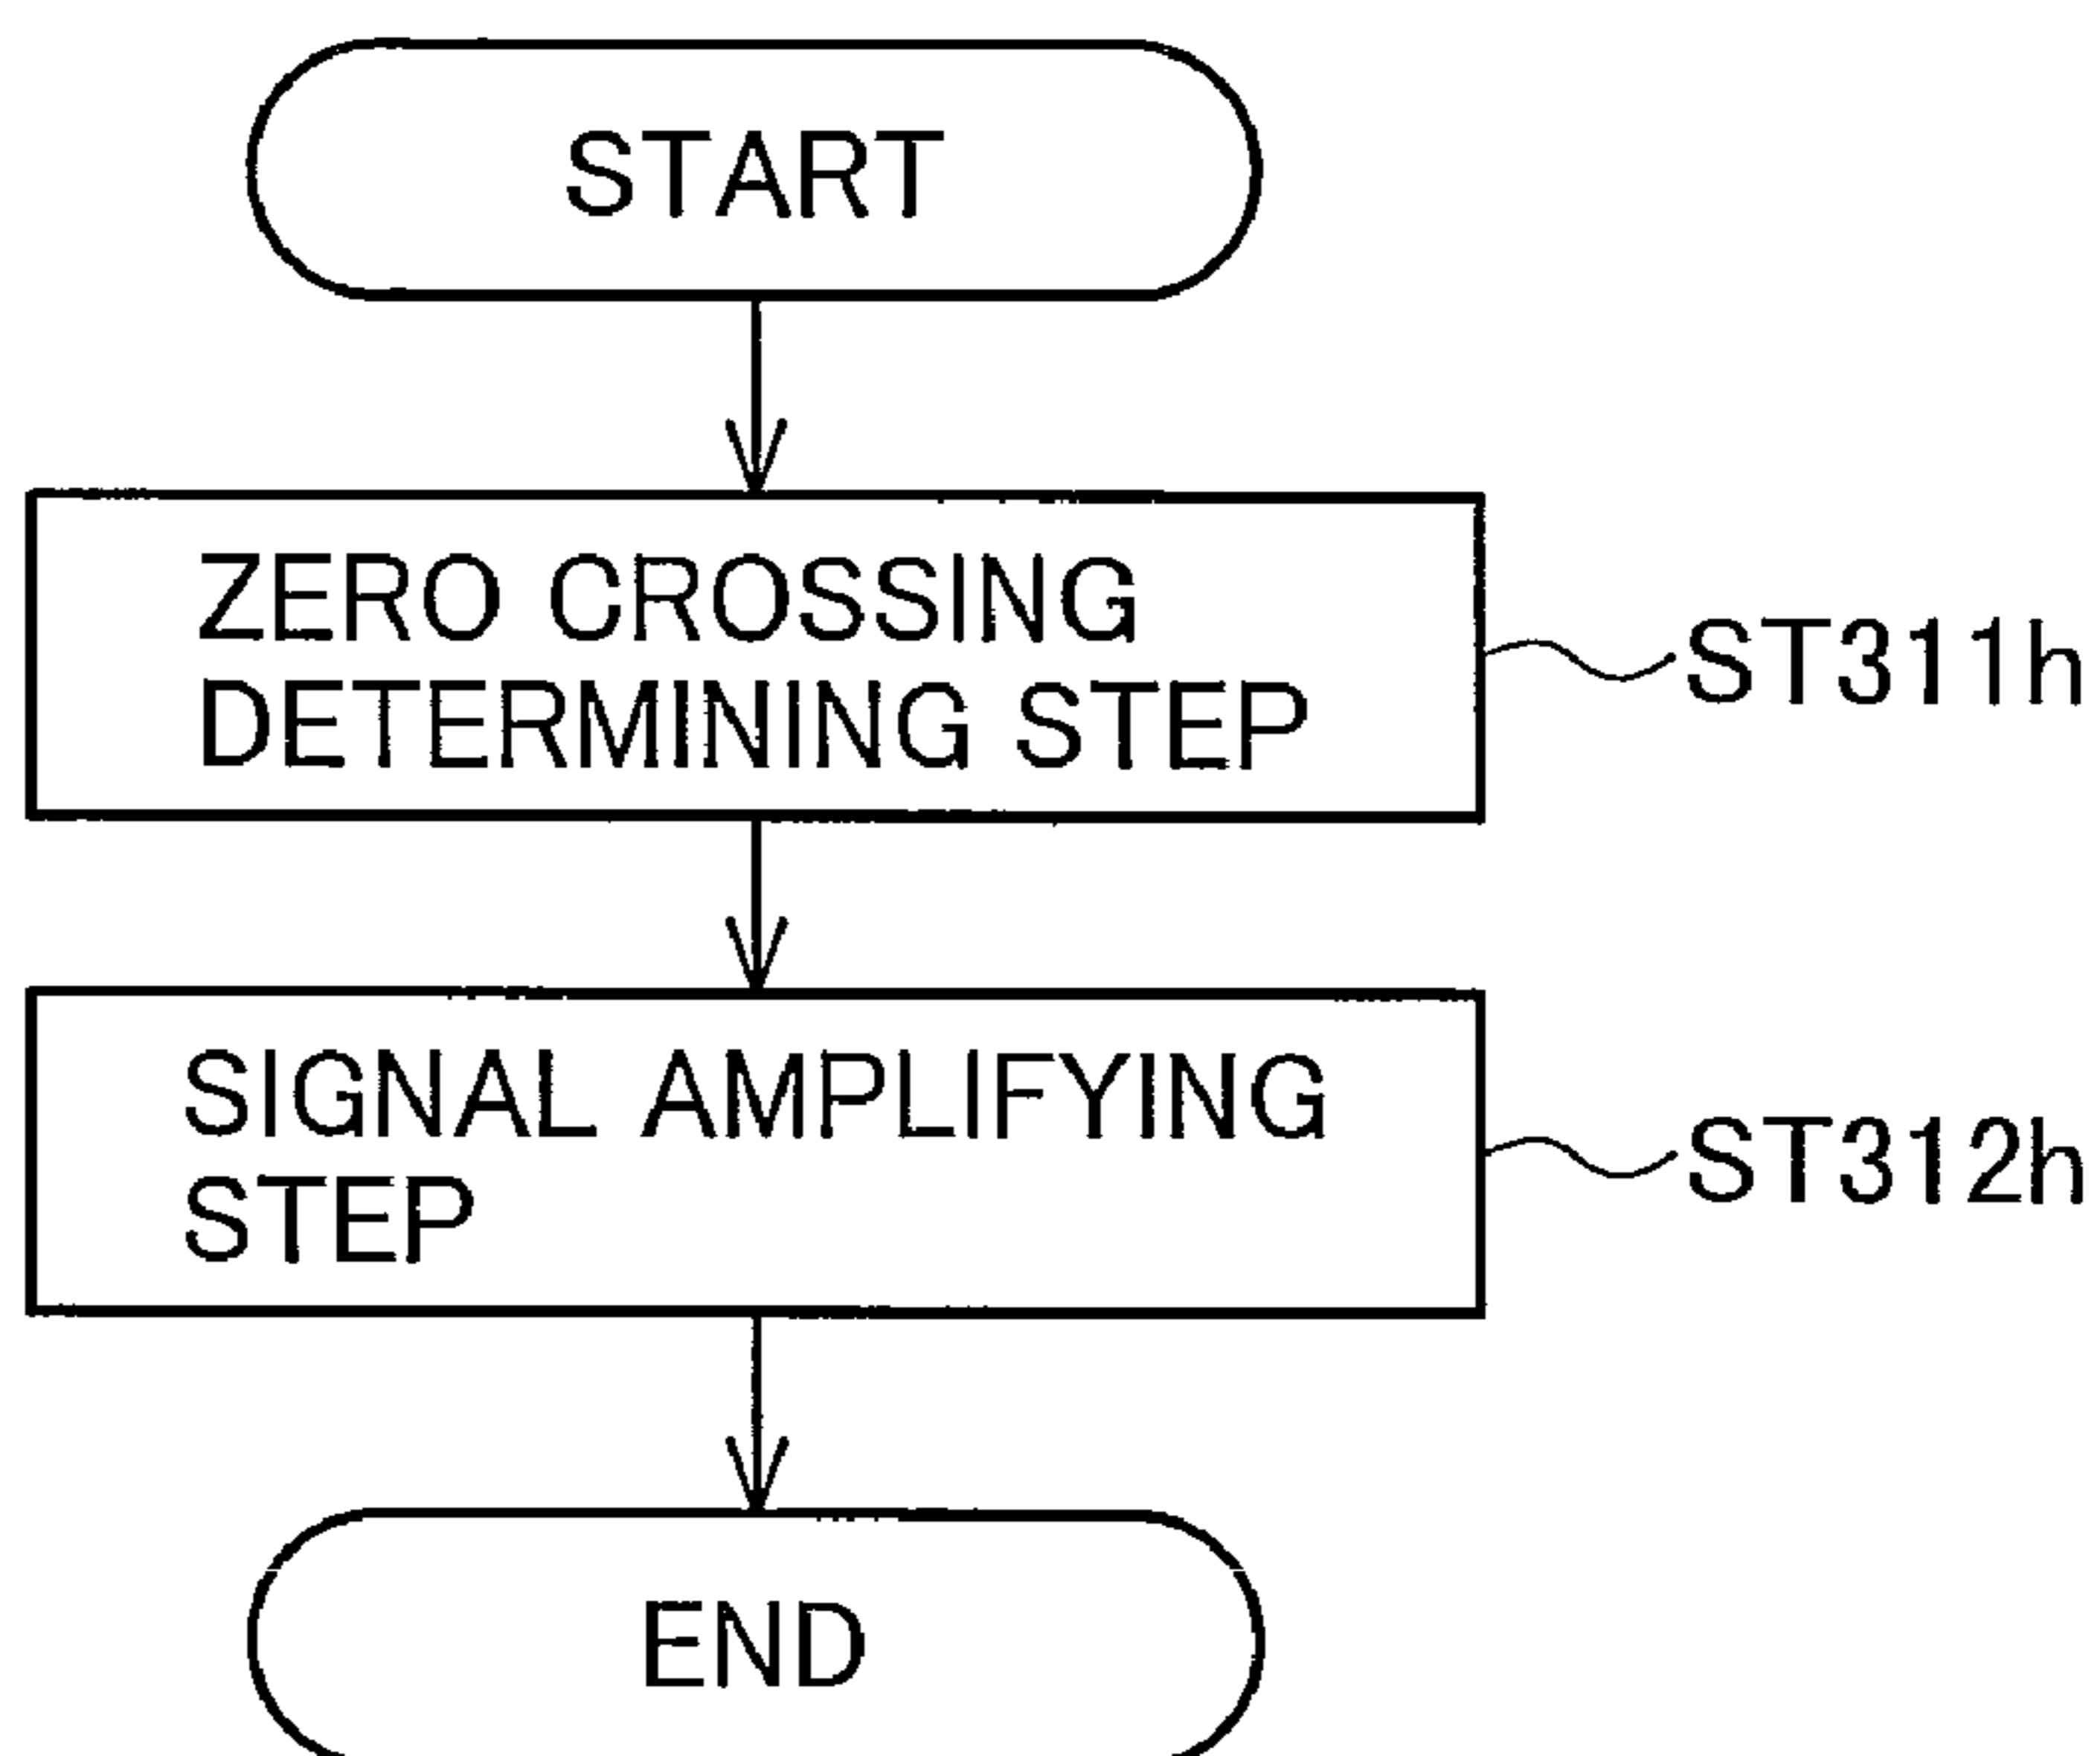 START
ZERO CROSSING
DETERMINING STEP
ST311h
SIGNAL AMPLIFYING
STEP
ST312h
END